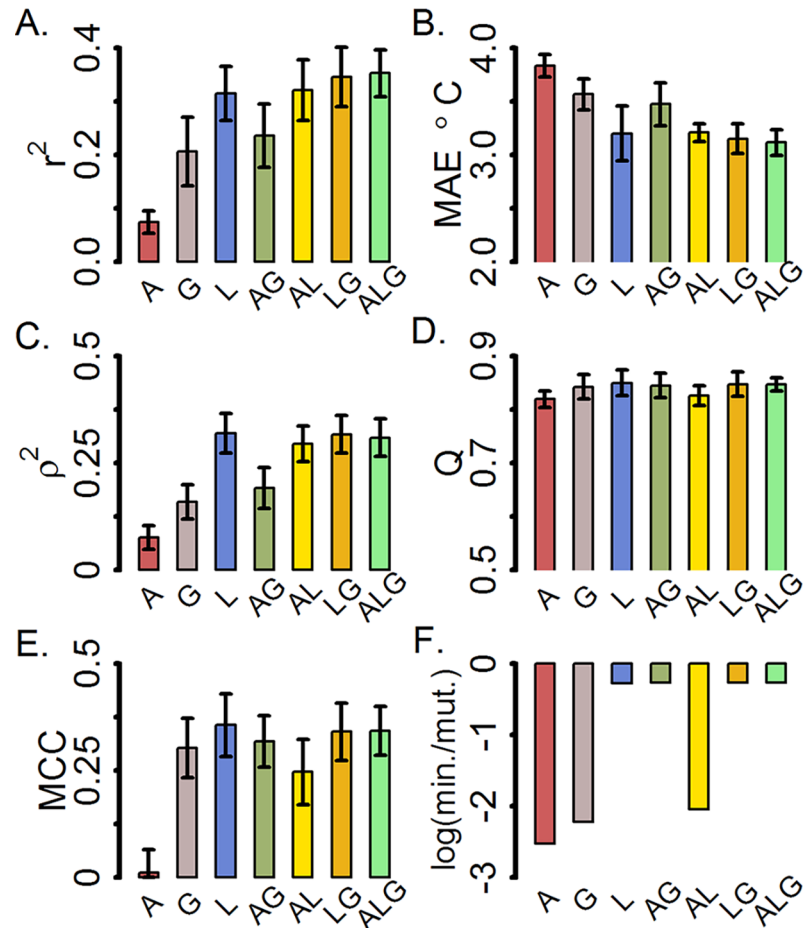 A.
0.4
0.2
0.0
r²
A G L AG AL LG ALG
B.
4.0
3.0
2.0
MAE °C
A G L AG AL LG ALG
C.
0.5
0.25
0
ρ²
A G L AG AL LG ALG
D.
0.9
0.7
0.5
Q
A G L AG AL LG ALG
E.
0.5
0.25
0
MCC
A G L AG AL LG ALG
F.
0
-1
-2
-3
log(min./mut.)
A G L AG AL LG ALG